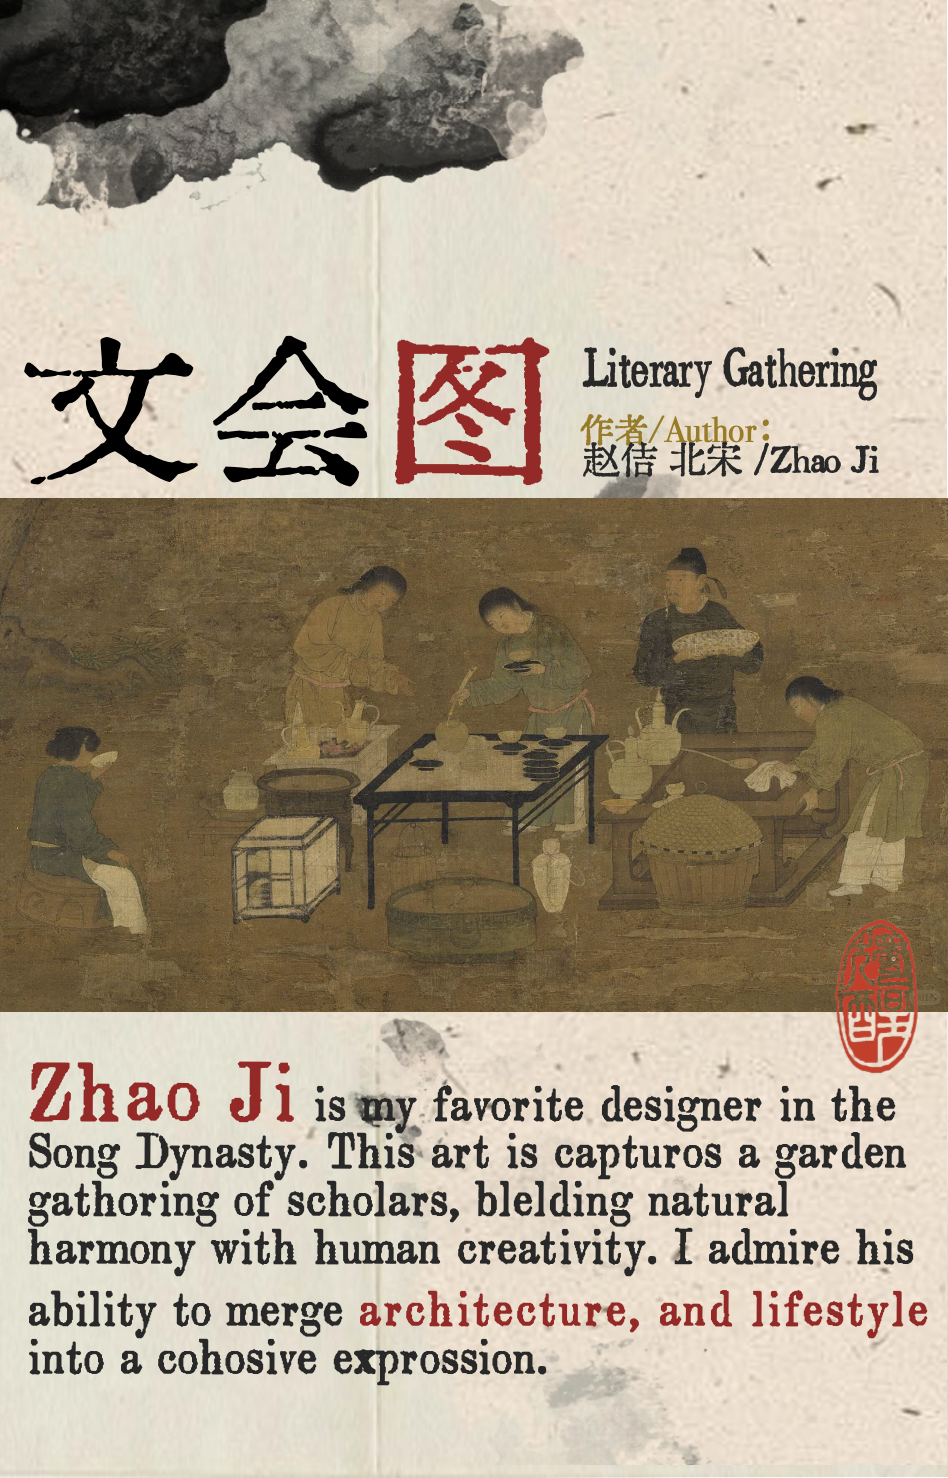 文会图
Literary Gathering
作者/Author:
赵佶 北宋 /Zhao Ji
Zhao Ji is my favorite designer in the
Song Dynasty. This art is capturos a garden
gathoring of scholars, blelding natural
harmony with human creativity. I admire his
ability to merge architecture, and lifestyle
into a cohosive exprossion.